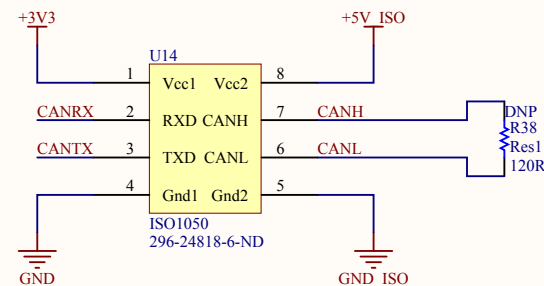 +3V3
+5V_ISO
U14
1
Vcc1
Vcc2
8
CANRX
2
RXD
CANH
7
CANH
DNP
R38
Res1
120R
CANTX
3
TXD
CANL
6
CANL
4
Gnd1
Gnd2
5
ISO1050
296-24818-6-ND
GND
GND_ISO